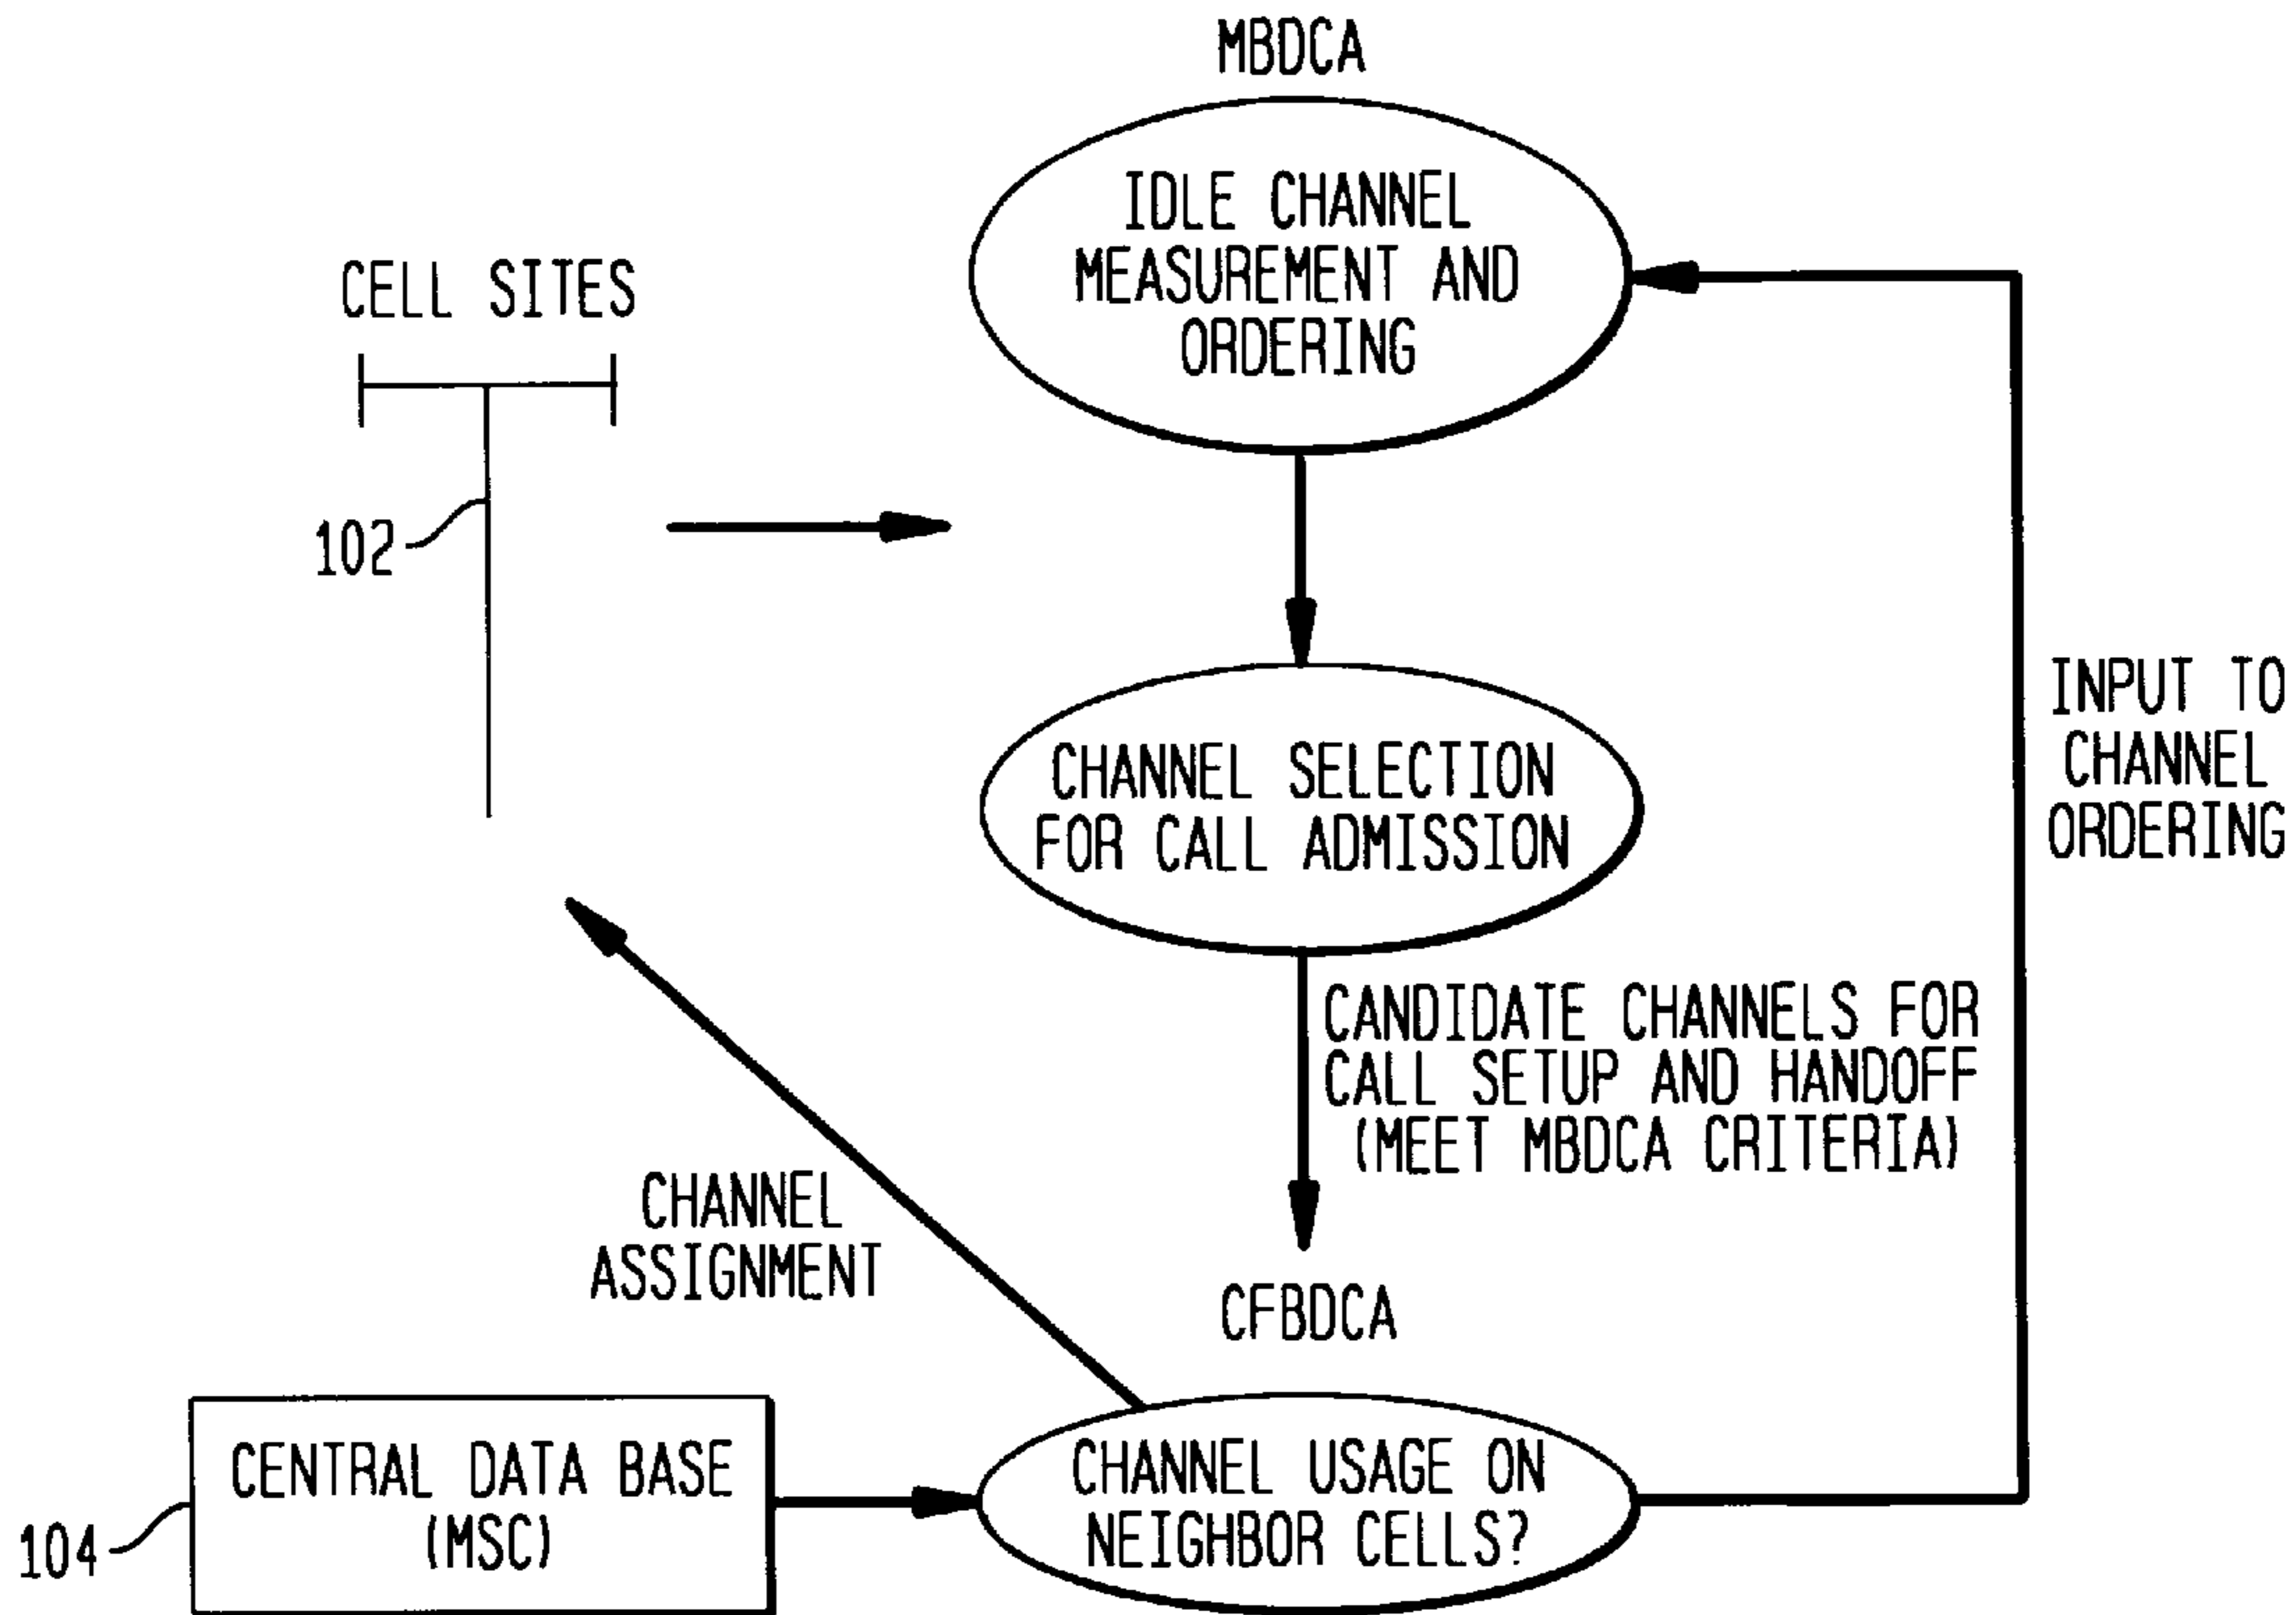 MBDCA
IDLE CHANNEL
MEASUREMENT AND
ORDERING
CELL SITES
102
CHANNEL SELECTION
FOR CALL ADMISSION
INPUT TO
CHANNEL
ORDERING
CANDIDATE CHANNELS FOR
CALL SETUP AND HANDOFF
(MEET MBDCA CRITERIA)
CHANNEL
ASSIGNMENT
CFBDCA
CENTRAL DATA BASE
(MSC)
104
CHANNEL USAGE ON
NEIGHBOR CELLS?